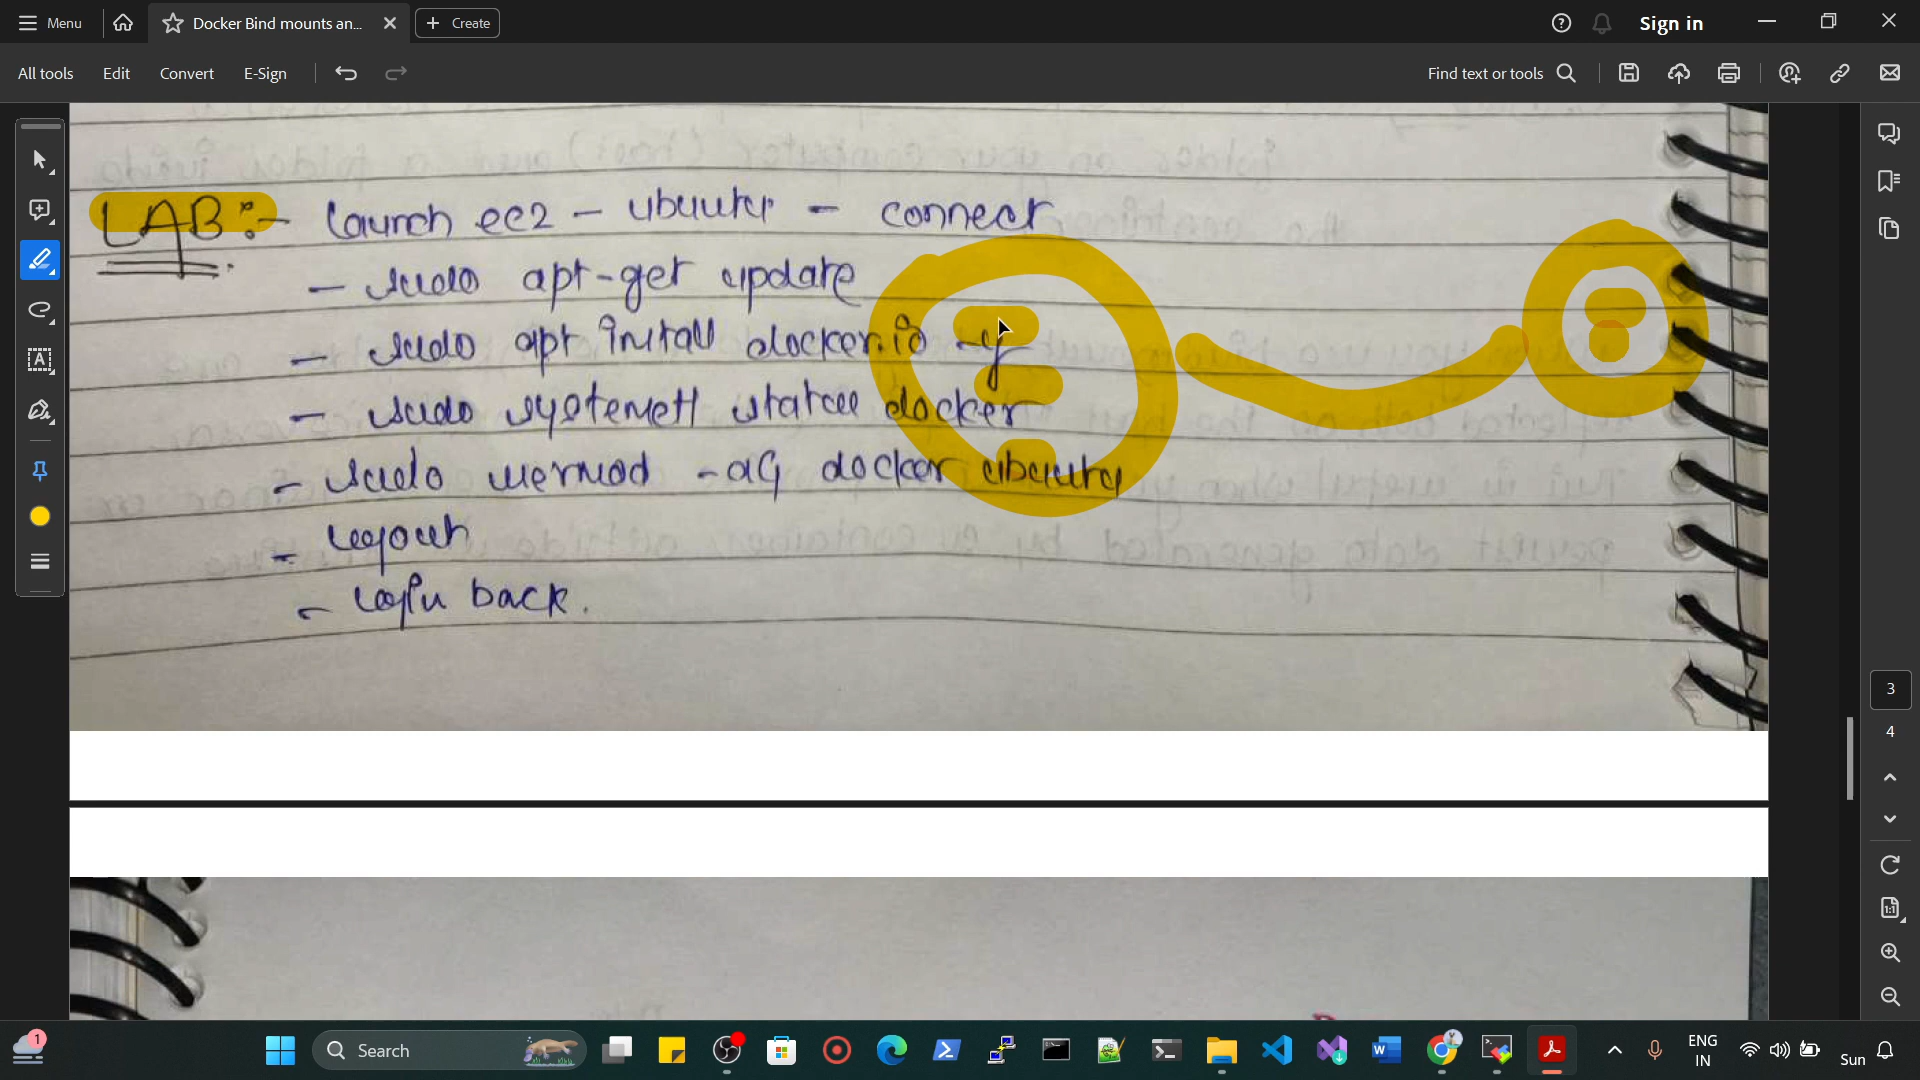 Menu
Docker Bind mounts an...
Create
Sign in
All tools
Edit
Convert
E-Sign
Find text or tools
LAB :- Launch ec2 - ubuntu - connect
- sudo apt-get update
- sudo apt install docker.io -y
- sudo systemctl status docker
- sudo usermod -aG docker ubuntu
- logout
- login back.
3
4
1
Search
ENG
IN
Sun